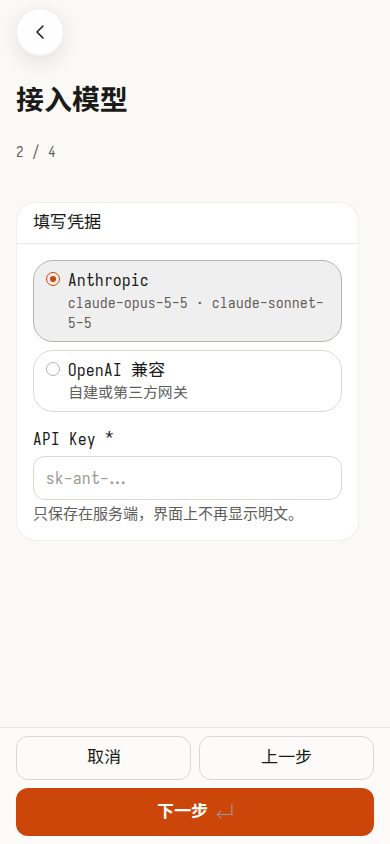 接入模型
2 / 4
填写凭据
Anthropic
claude-opus-5-5 · claude-sonnet-
5-5
OpenAI 兼容
自建或第三方网关
API Key *
sk-ant-...
只保存在服务端，界面上不再显示明文。
取消
上一步
下一步